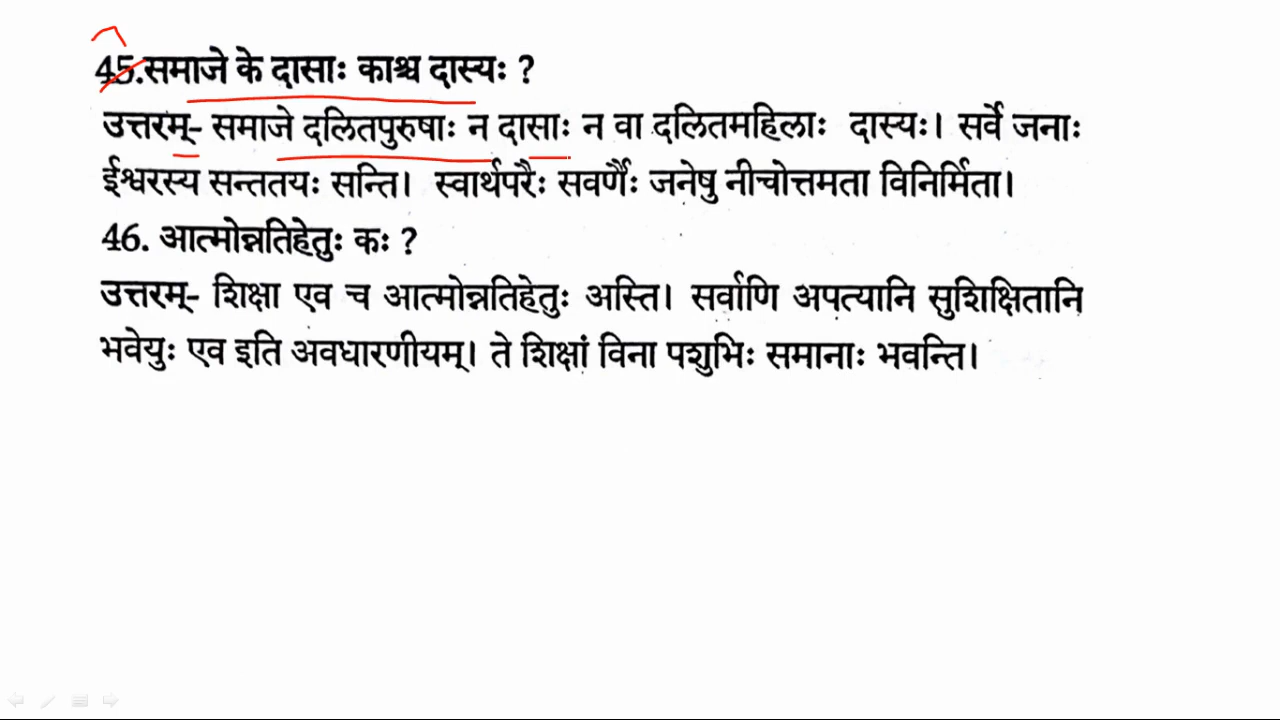 45.समाजे के दासाः काश्च दास्यः ?
उत्तरम्- समाजे दलितपुरुषाः न दासाः न वा दलितमहिलाः दास्यः। सर्वे जनाः
ईश्वरस्य सन्ततयः सन्ति। स्वार्थपरैः सवर्णैः जनेषु नीचोत्तमता विनिर्मिता।
46. आत्मोन्नतिहेतुः कः ?
उत्तरम्- शिक्षा एव च आत्मोन्नतिहेतुः अस्ति। सर्वाणि अपत्यानि सुशिक्षितानि
भवेयुः एव इति अवधारणीयम्। ते शिक्षां विना पशुभिः समानाः भवन्ति।